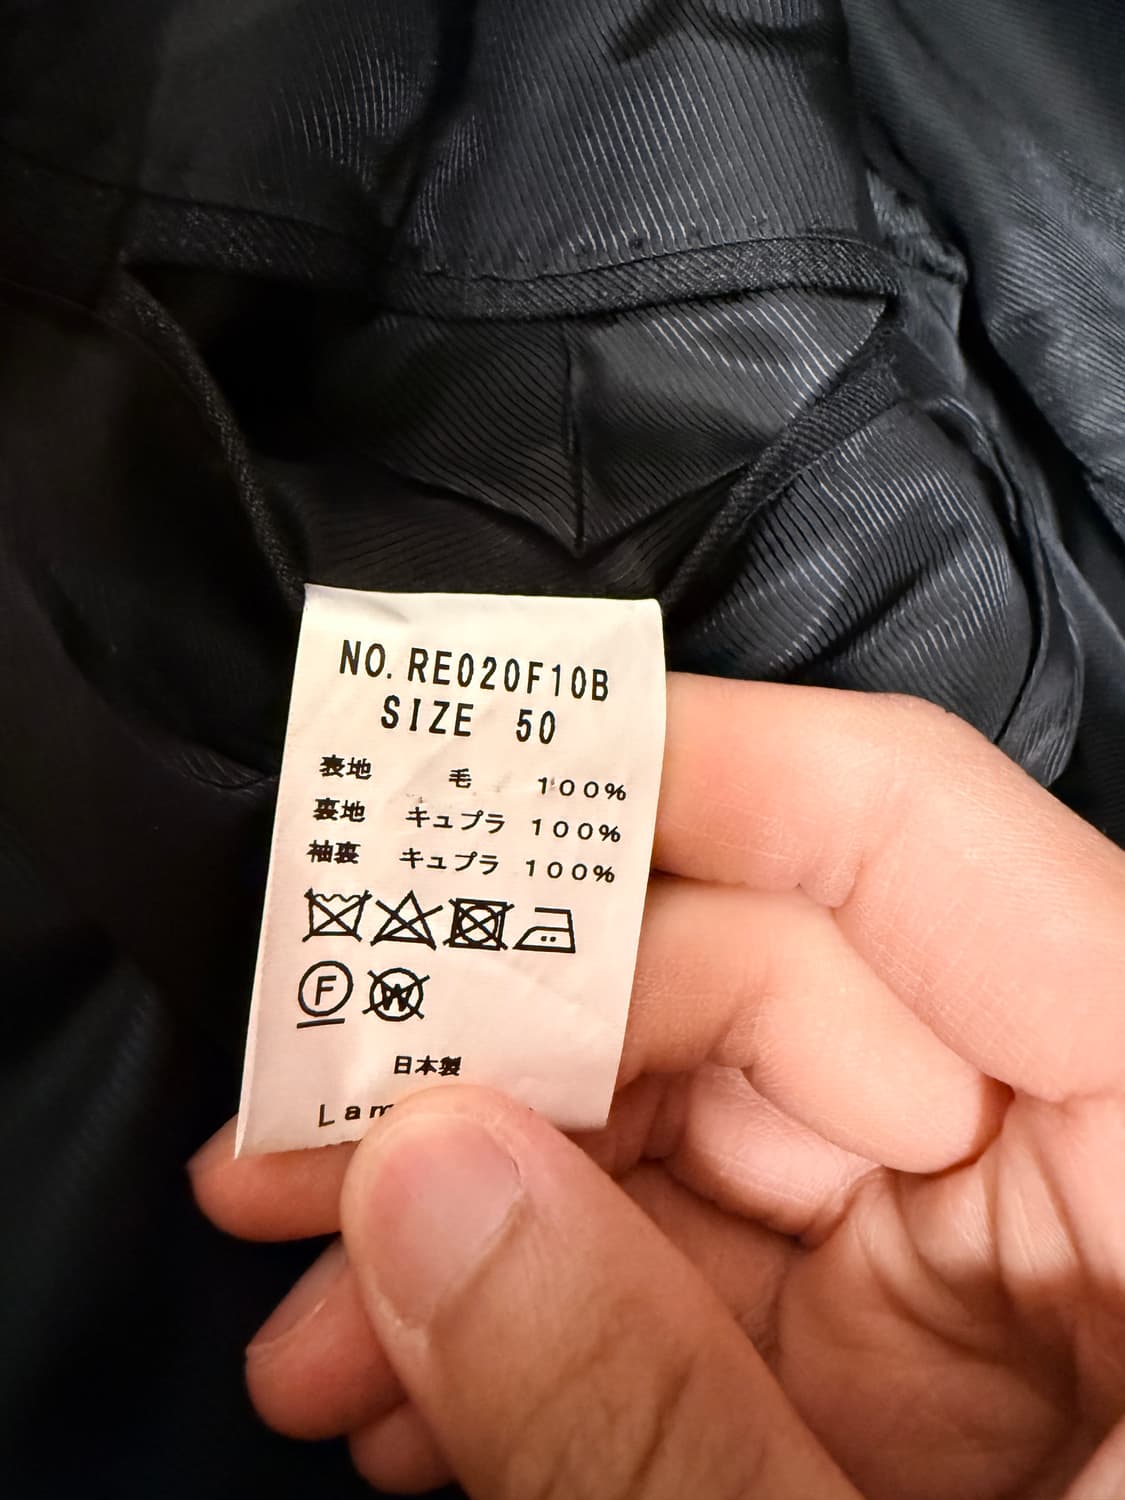 NO. RE020F10B
SIZE 50
表地 毛 100%
裏地 キュプラ 100%
袖裏 キュプラ 100%
F W
日本製